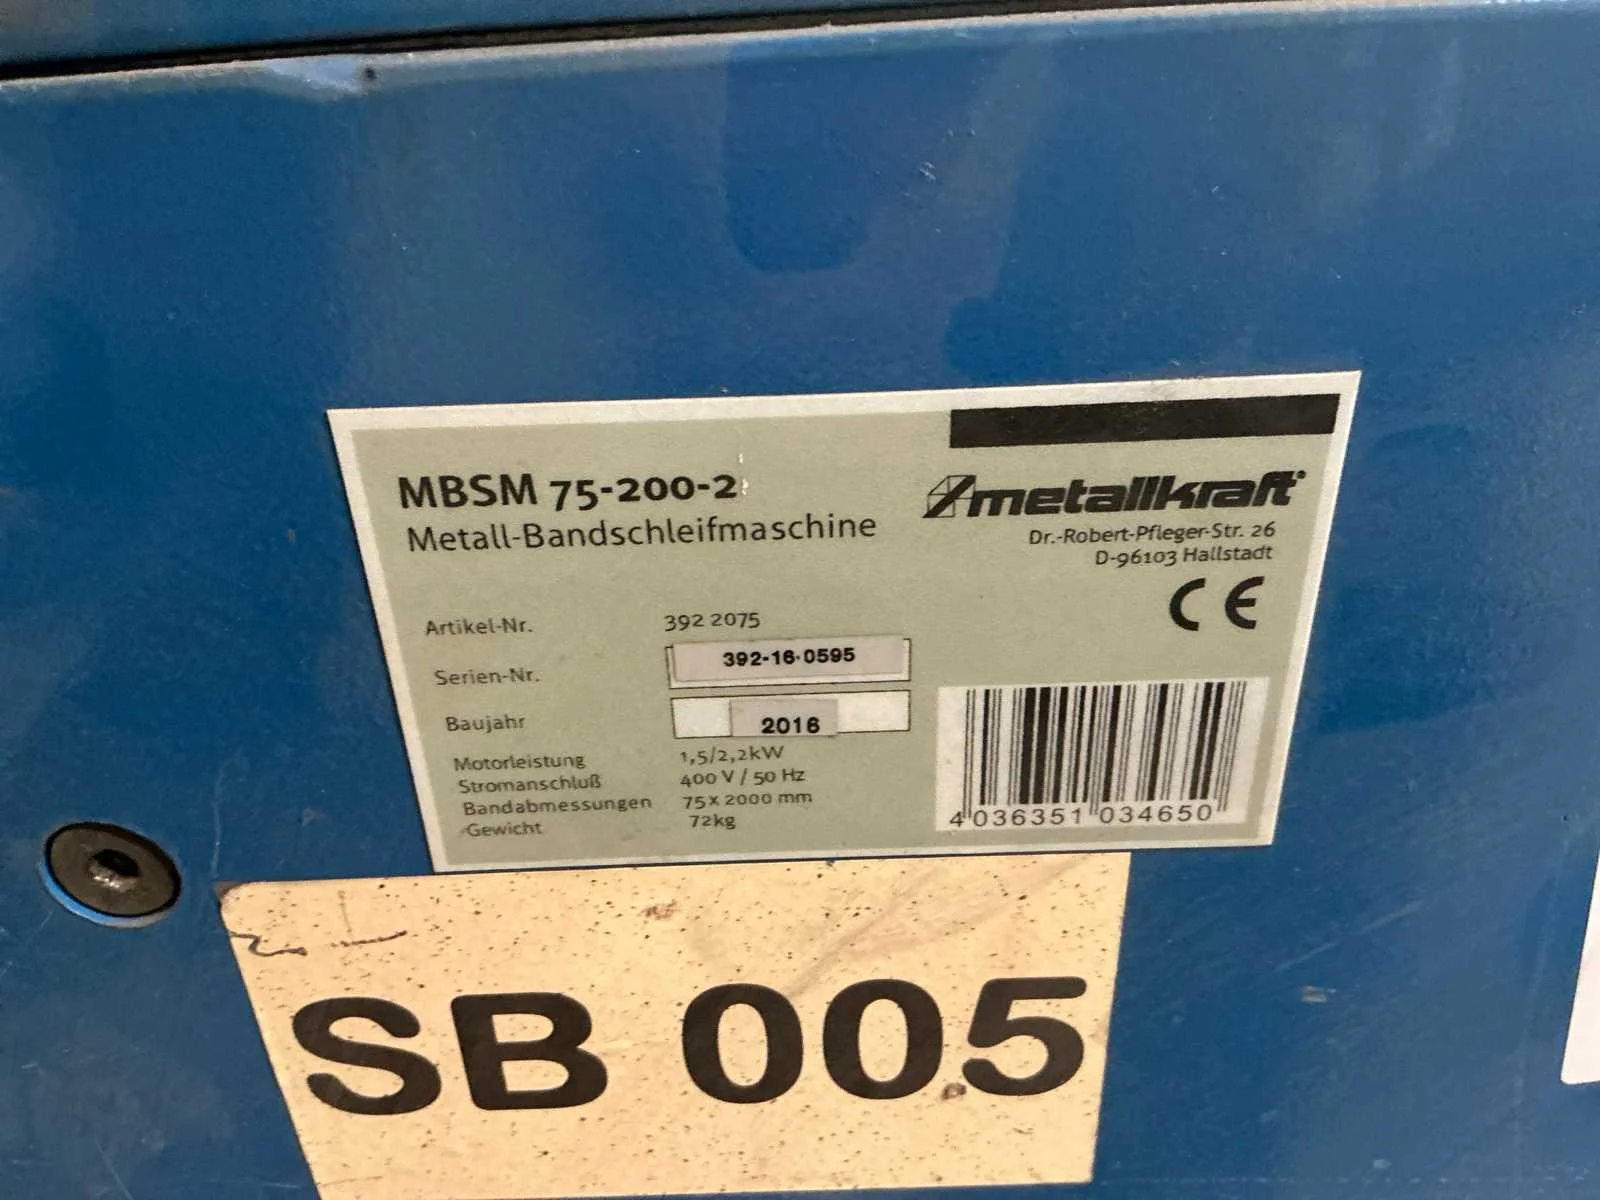 MBSM 75-200-2
Metall-Bandschleifmaschine
metallkraft®
Dr.-Robert-Pfleger-Str. 26
D-96103 Hallstadt
CE
Artikel-Nr. 392 2075
Serien-Nr. 392-16-0595
Baujahr 2016
Motorleistung 1,5/2,2kW
Stromanschluß 400 V / 50 Hz
Bandabmessungen 75 x 2000 mm
Gewicht 72kg
4 036351 034650
SB 005